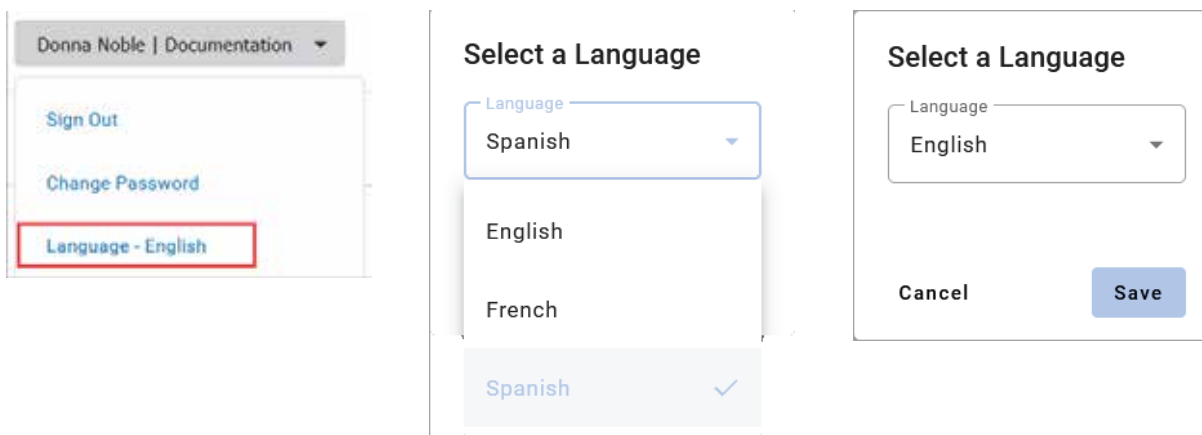 Donna Noble | Documentation
Sign Out
Change Password
Language - English
Select a Language
Language
Spanish
English
French
Spanish
Select a Language
Language
English
Cancel
Save